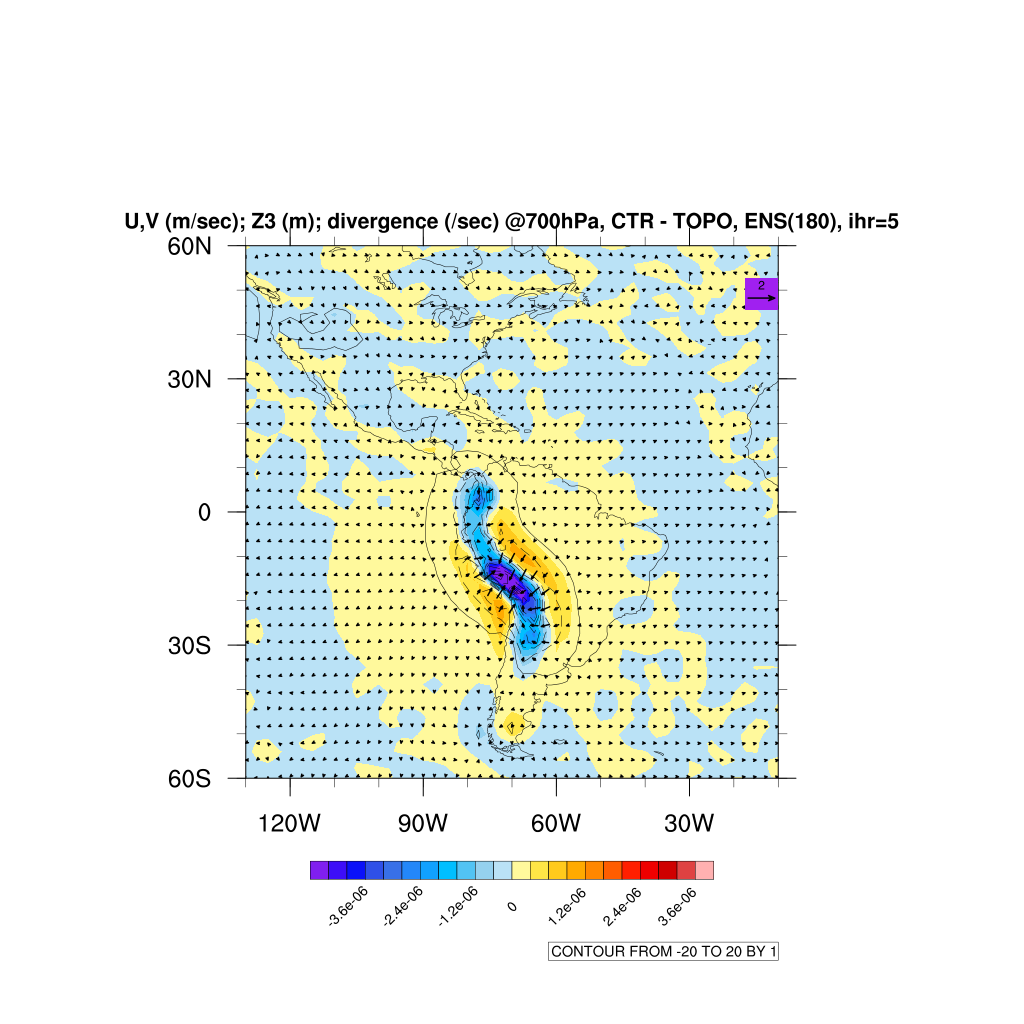 U,V (m/sec); Z3 (m); divergence (/sec) @700hPa, CTR - TOPO, ENS(180), ihr=5
60N
2
30N
0
30S
60S
120W 90W 60W 30W
-3.6e-06 -2.4e-06 -1.2e-06 0 1.2e-06 2.4e-06 3.6e-06
CONTOUR FROM -20 TO 20 BY 1